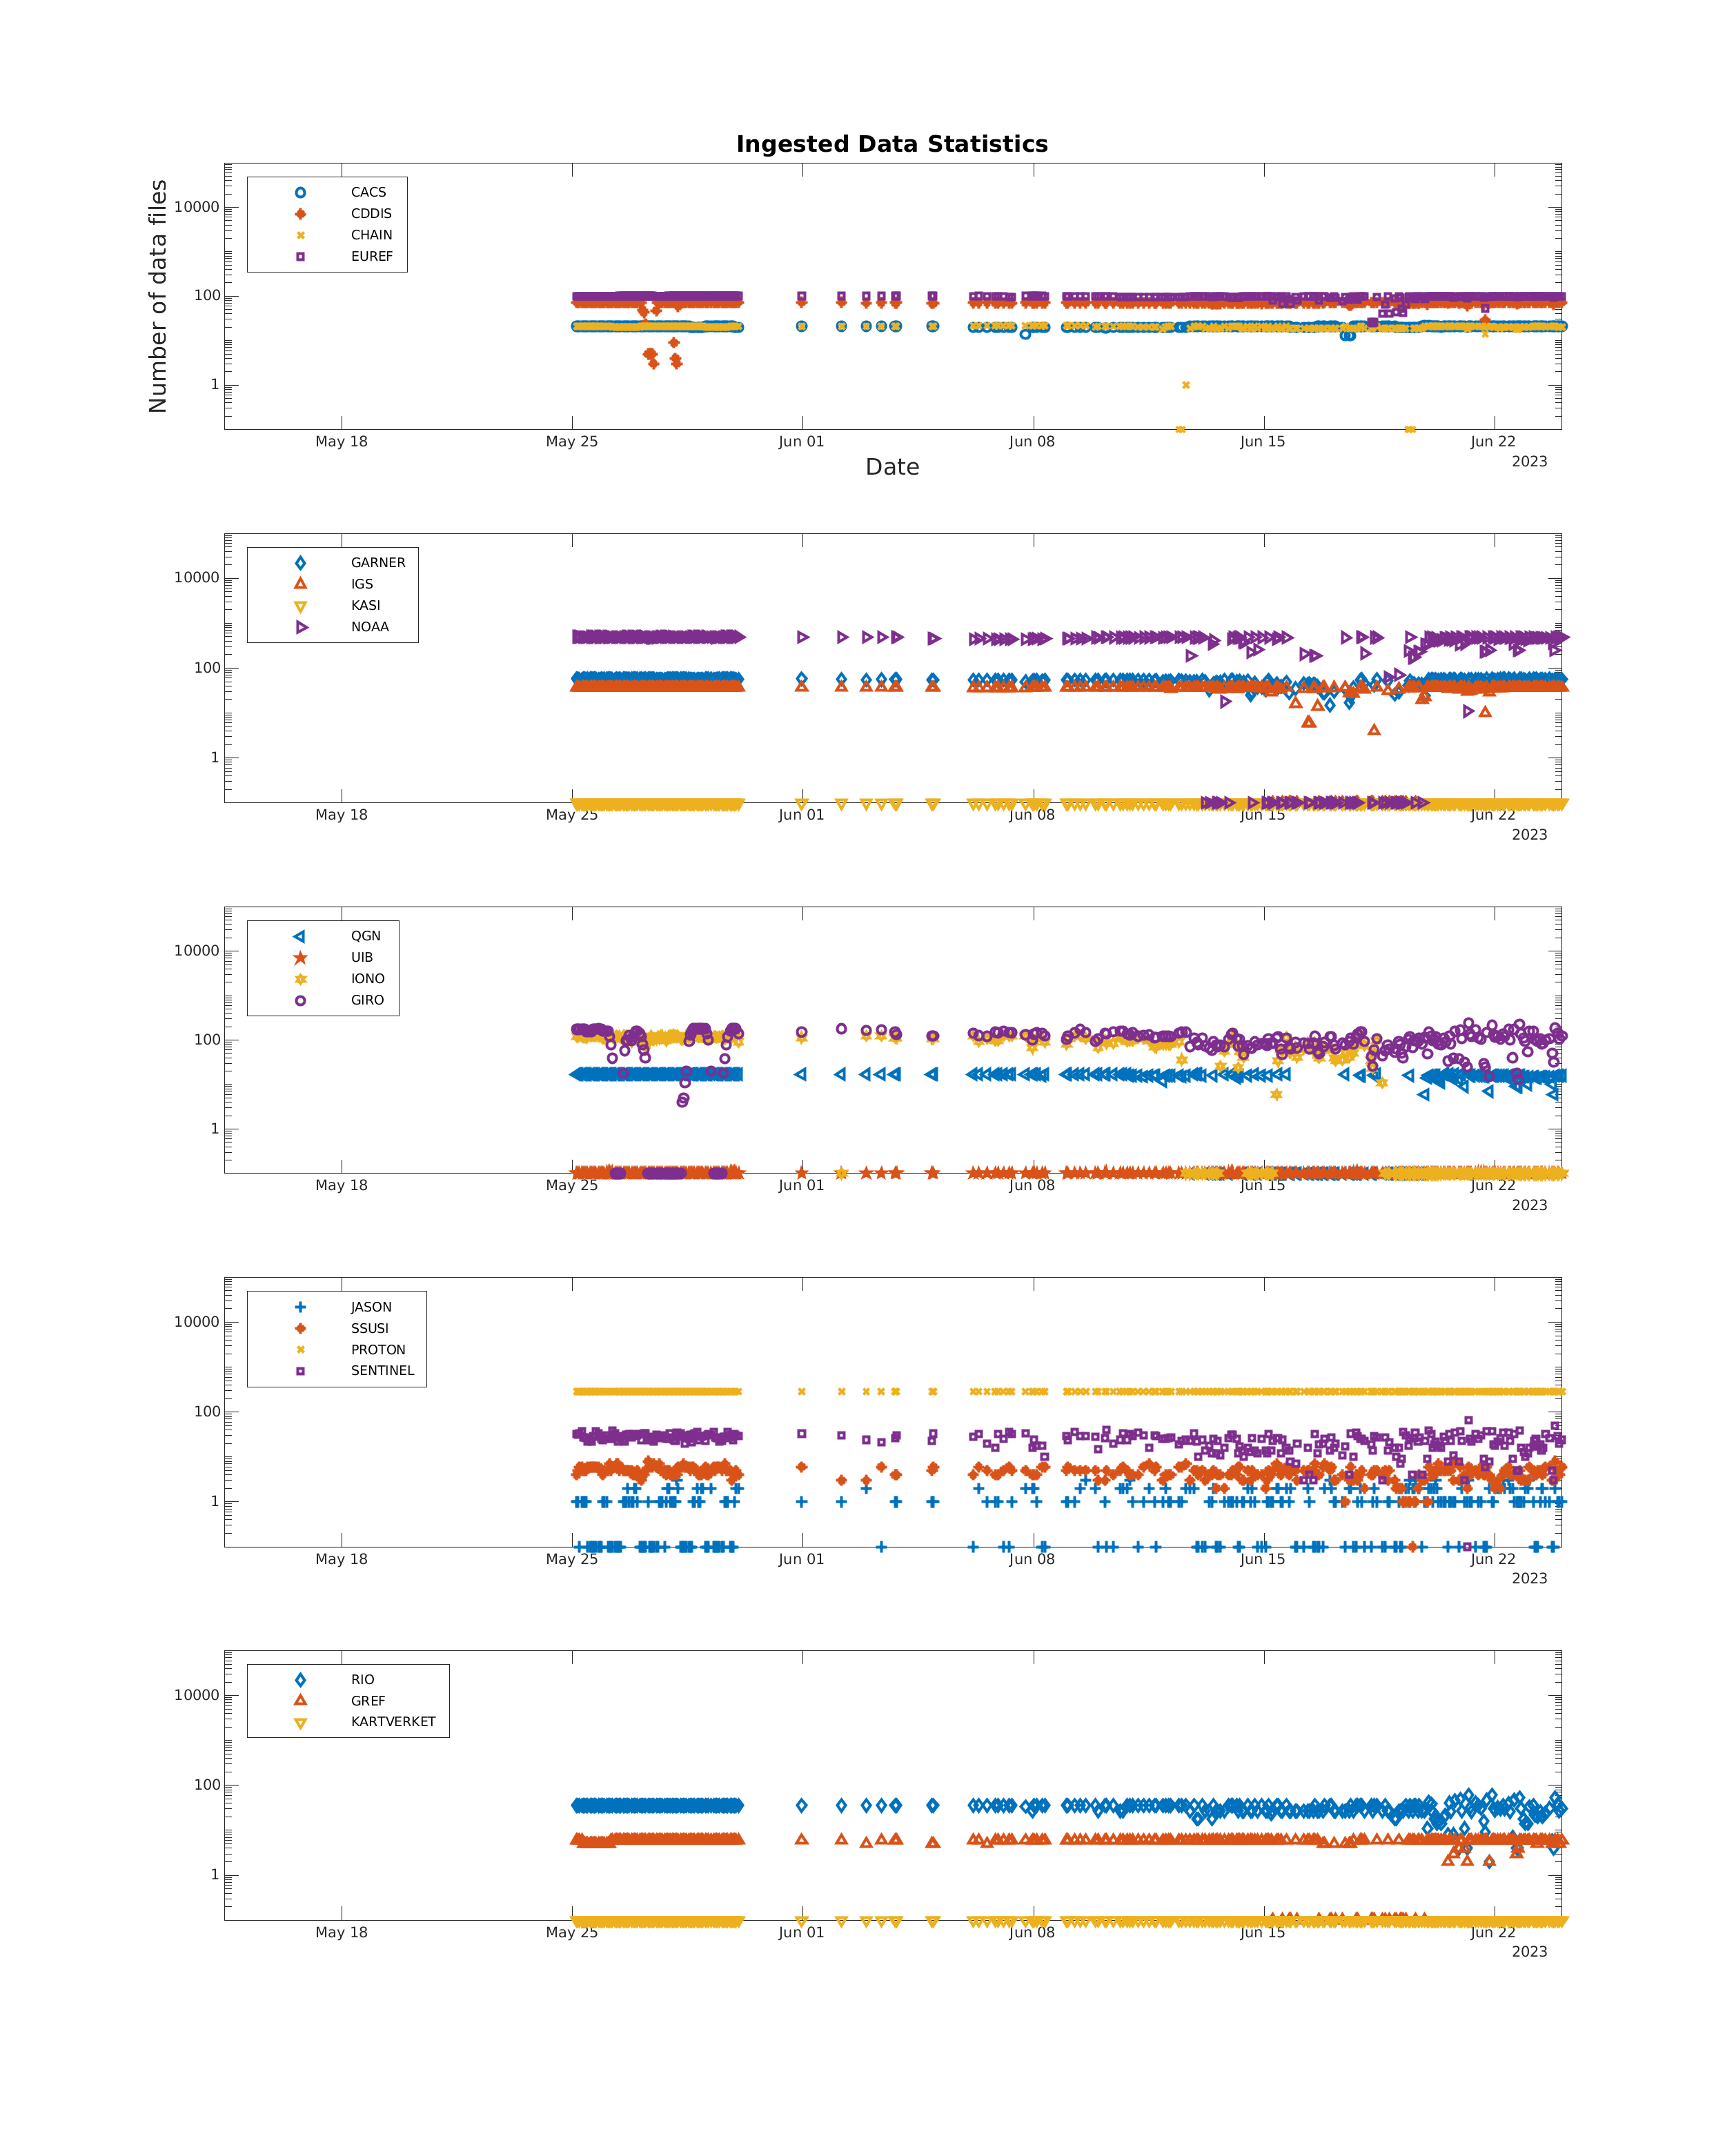 Ingested Data Statistics
Number of data files
10000
100
1
CACS
CDDIS
CHAIN
EUREF
May 18 May 25 Jun 01 Jun 08 Jun 15 Jun 22
2023
Date
10000
100
1
GARNER
IGS
KASI
NOAA
May 18 May 25 Jun 01 Jun 08 Jun 15 Jun 22
2023
10000
100
1
QGN
UIB
IONO
GIRO
May 18 May 25 Jun 01 Jun 08 Jun 15 Jun 22
2023
10000
100
1
JASON
SSUSI
PROTON
SENTINEL
May 18 May 25 Jun 01 Jun 08 Jun 15 Jun 22
2023
10000
100
1
RIO
GREF
KARTVERKET
May 18 May 25 Jun 01 Jun 08 Jun 15 Jun 22
2023